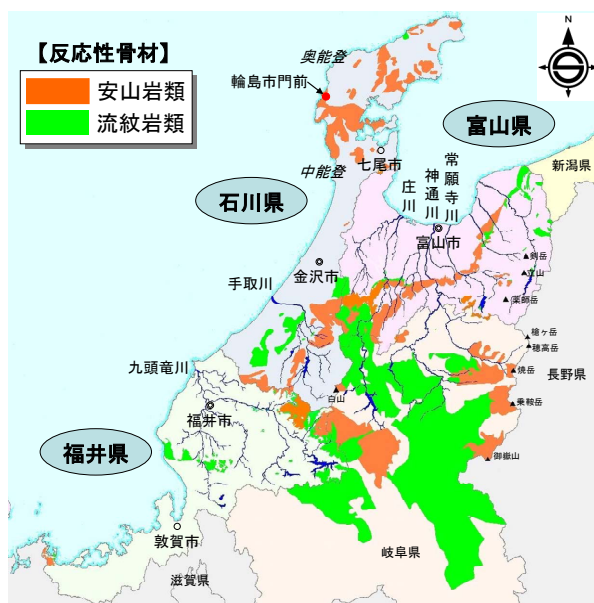 【反応性骨材】
安山岩類
流紋岩類
N
奥能登
輪島市門前
富山県
七尾市
中能登
石川県
庄川
神通川
常願寺川
新潟県
富山市
金沢市
剣岳
立山
薬師岳
手取川
槍ヶ岳
穂高岳
九頭竜川
焼岳
長野県
白山
乗鞍岳
福井市
福井県
御嶽山
敦賀市
岐阜県
滋賀県